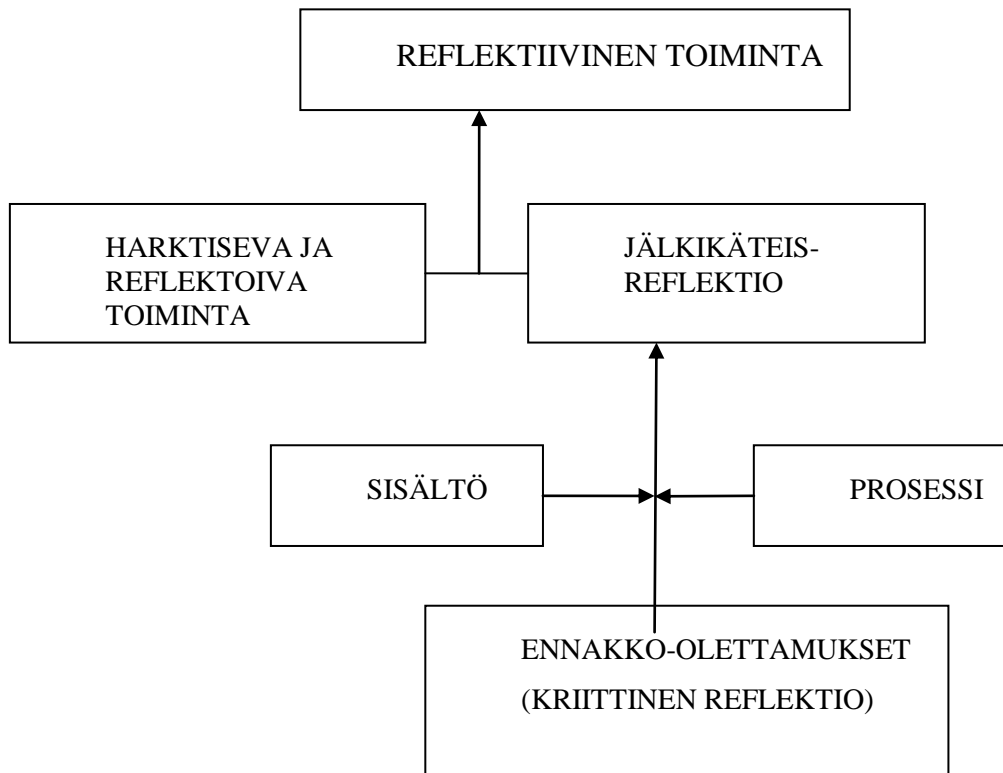 REFLEKTIIVINEN TOIMINTA
HARKTISEVA JA
REFLEKTOIVA
TOIMINTA
JÄLKIKÄTEIS-
REFLEKTIO
SISÄLTÖ
PROSESSI
ENNAKKO-OLETTAMUKSET
(KRIITTINEN REFLEKTIO)